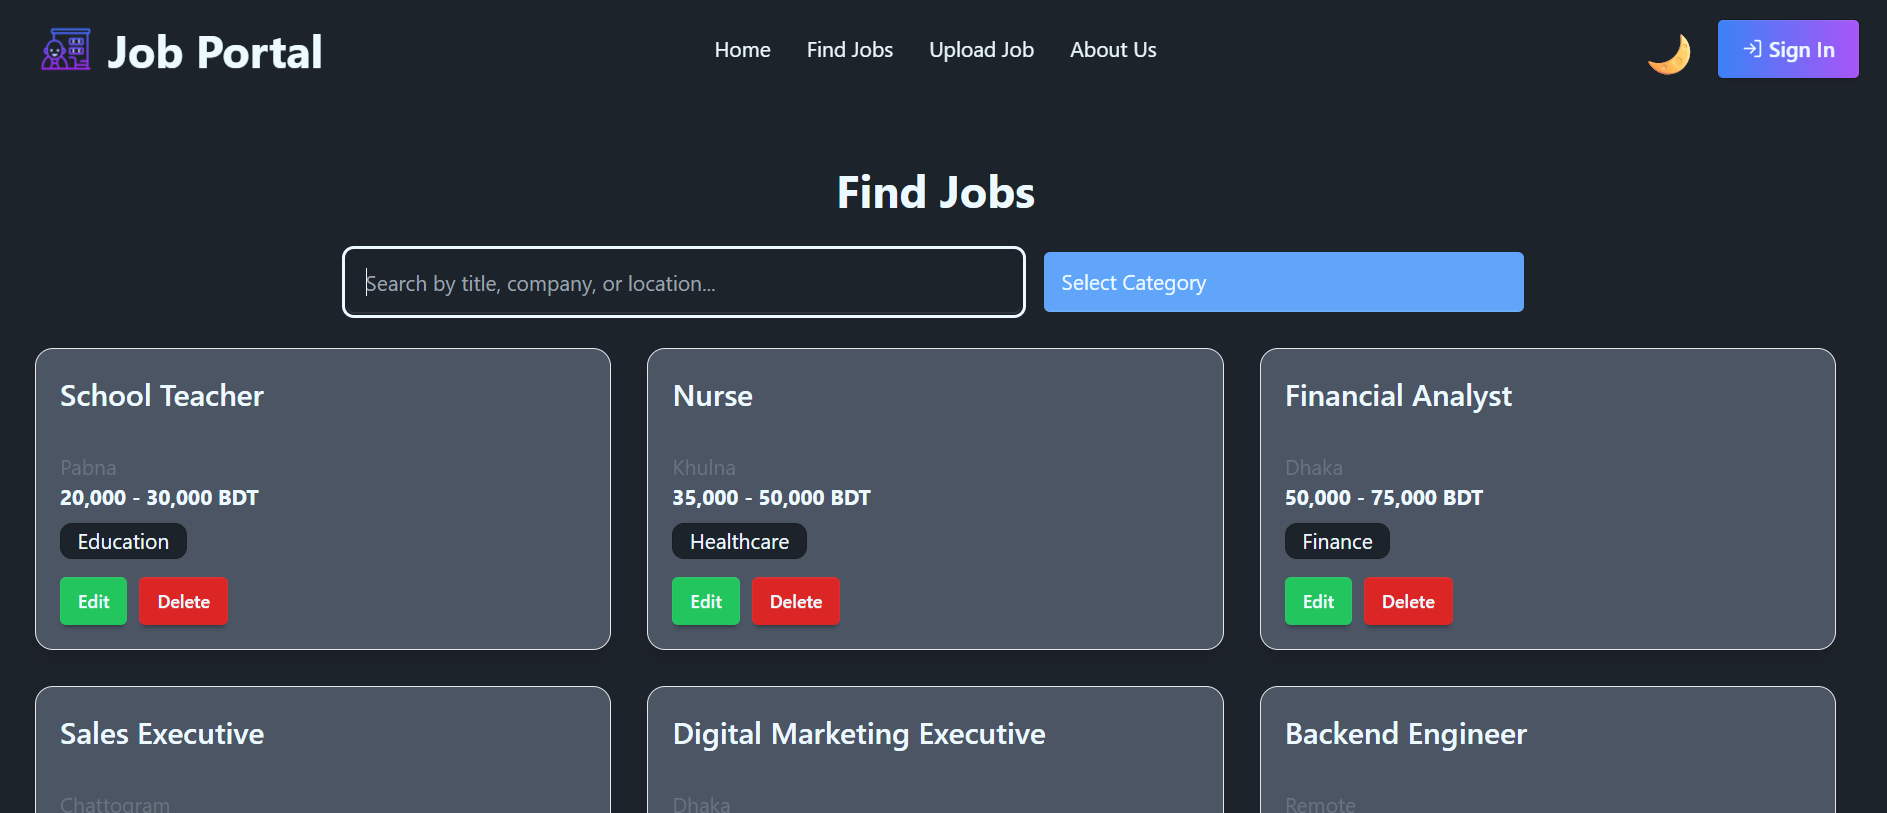 Job Portal
Home Find Jobs Upload Job About Us
Sign In
Find Jobs
Search by title, company, or location...
Select Category
School Teacher
Pabna
20,000 - 30,000 BDT
Education
Edit Delete
Nurse
Khulna
35,000 - 50,000 BDT
Healthcare
Edit Delete
Financial Analyst
Dhaka
50,000 - 75,000 BDT
Finance
Edit Delete
Sales Executive
Chattogram
Digital Marketing Executive
Dhaka
Backend Engineer
Remote